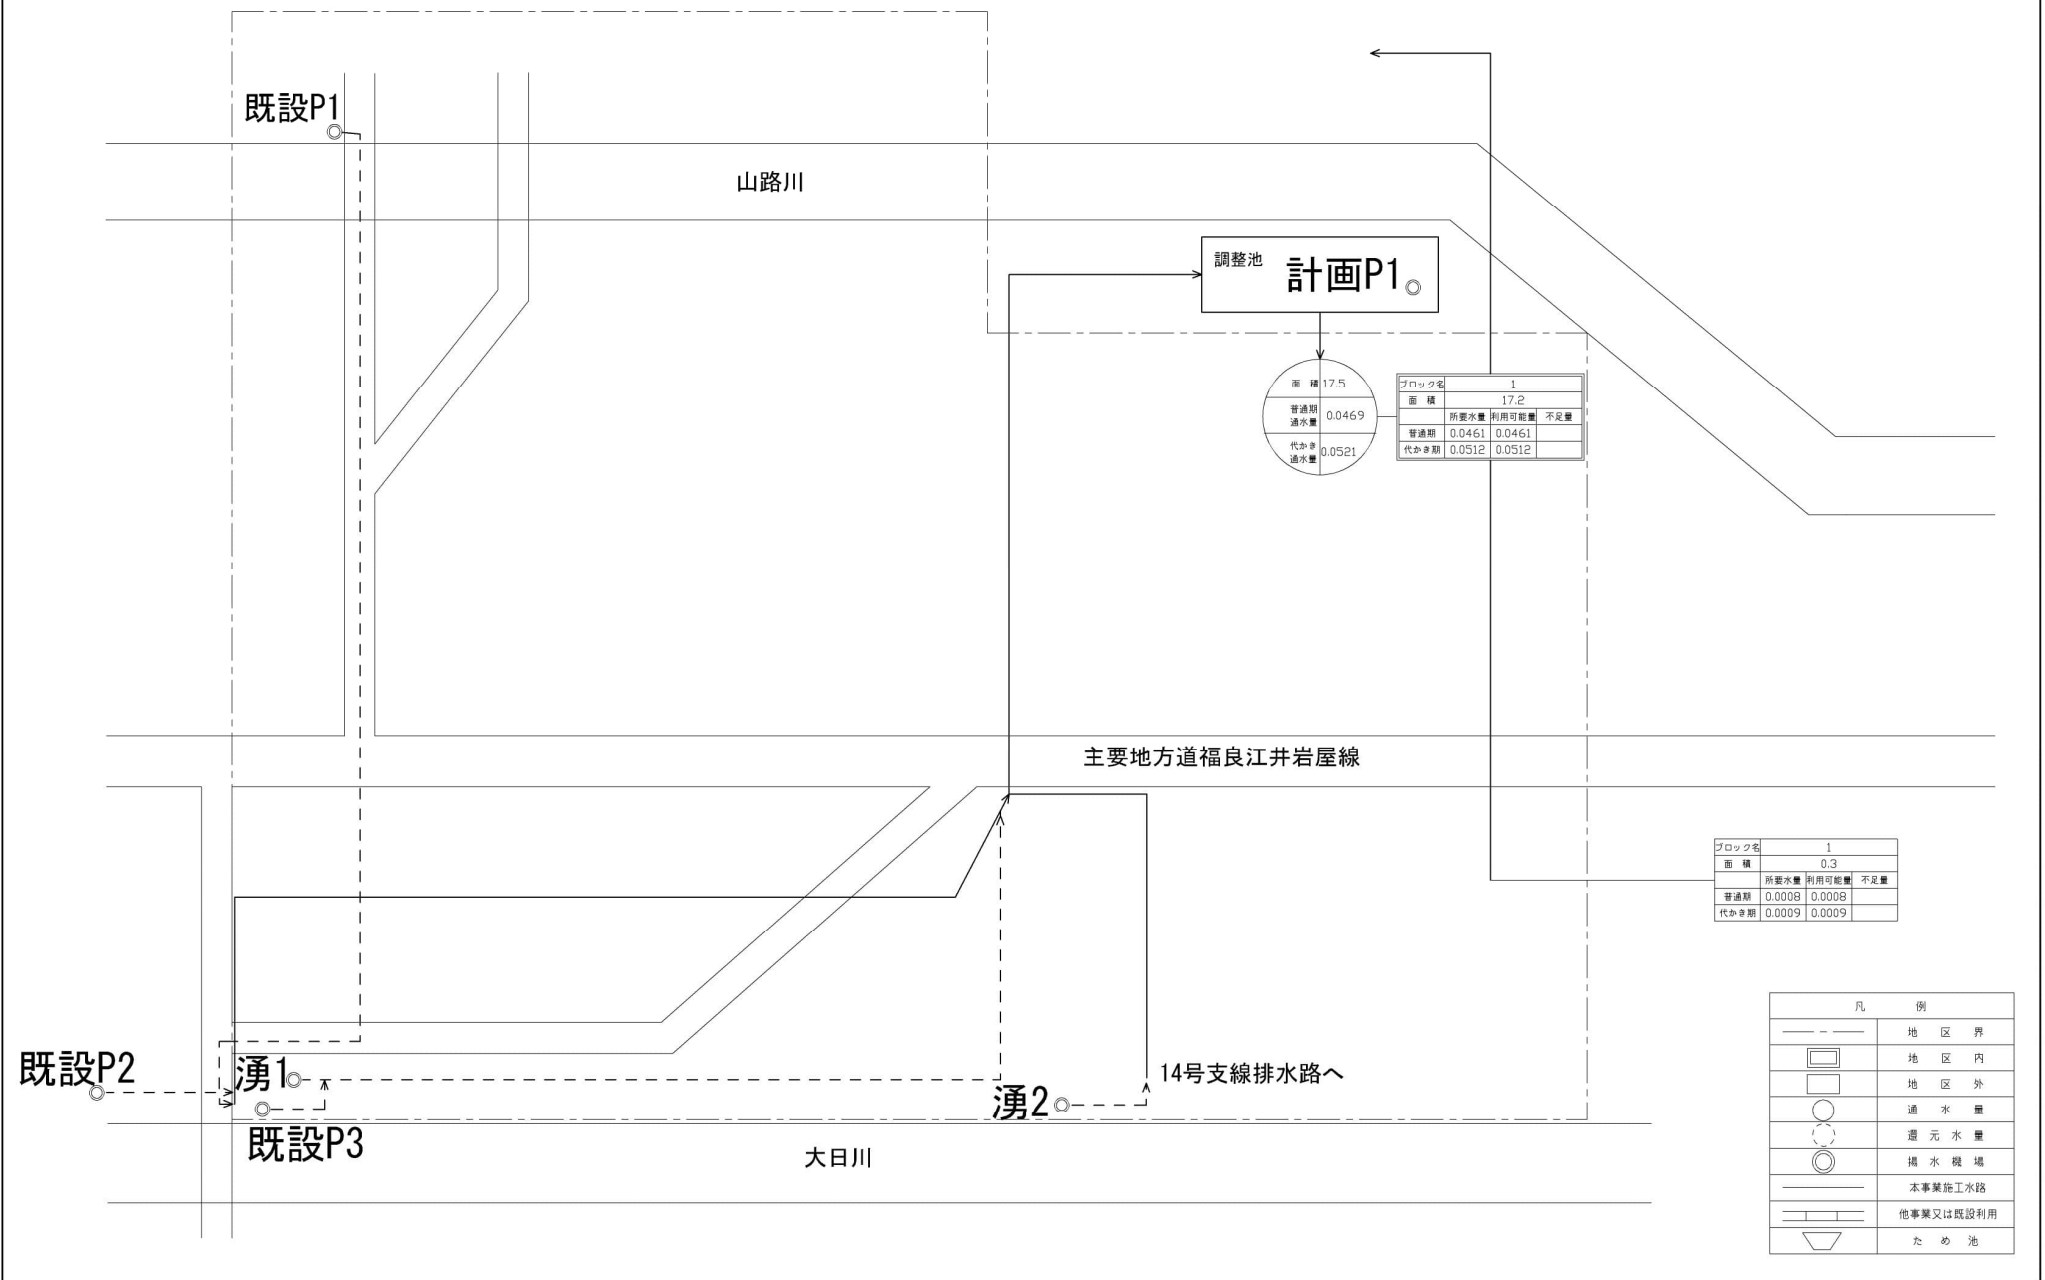 既設P1
山路川
調整池
計画P1
面 積 17.5
普通期
通水量 0.0469
代かき
通水量 0.0521
ブロック名 1
面 積 17.2
所要水量 利用可能量 不足量
普通期 0.0461 0.0461
代かき期 0.0512 0.0512
主要地方道福良江井岩屋線
ブロック名 1
面 積 0.3
所要水量 利用可能量 不足量
普通期 0.0008 0.0008
代かき期 0.0009 0.0009
既設P2
湧1
既設P3
湧2
14号支線排水路へ
大日川
凡 例
地 区 界
地 区 内
地 区 外
通 水 量
還 元 水 量
揚 水 機 場
本事業施工水路
他事業又は既設利用
た め 池